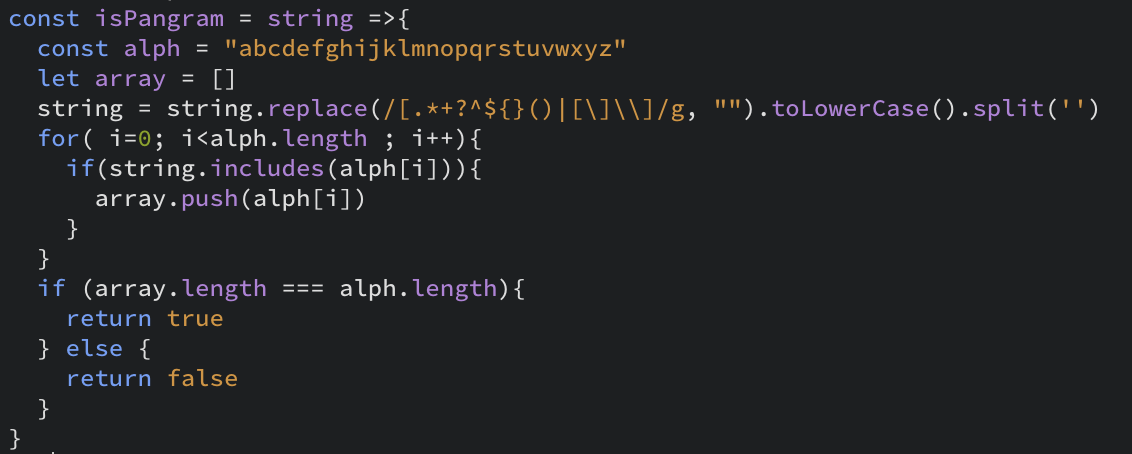 const isPangram = string =>{
  const alph = "abcdefghijklmnopqrstuvwxyz"
  let array = []
  string = string.replace(/[.*+?^${}()|[\]\\]/g, "").toLowerCase().split('')
  for( i=0; i<alph.length ; i++){
    if(string.includes(alph[i])){
      array.push(alph[i])
    }
  }
  if (array.length === alph.length){
    return true
  } else {
    return false
  }
}